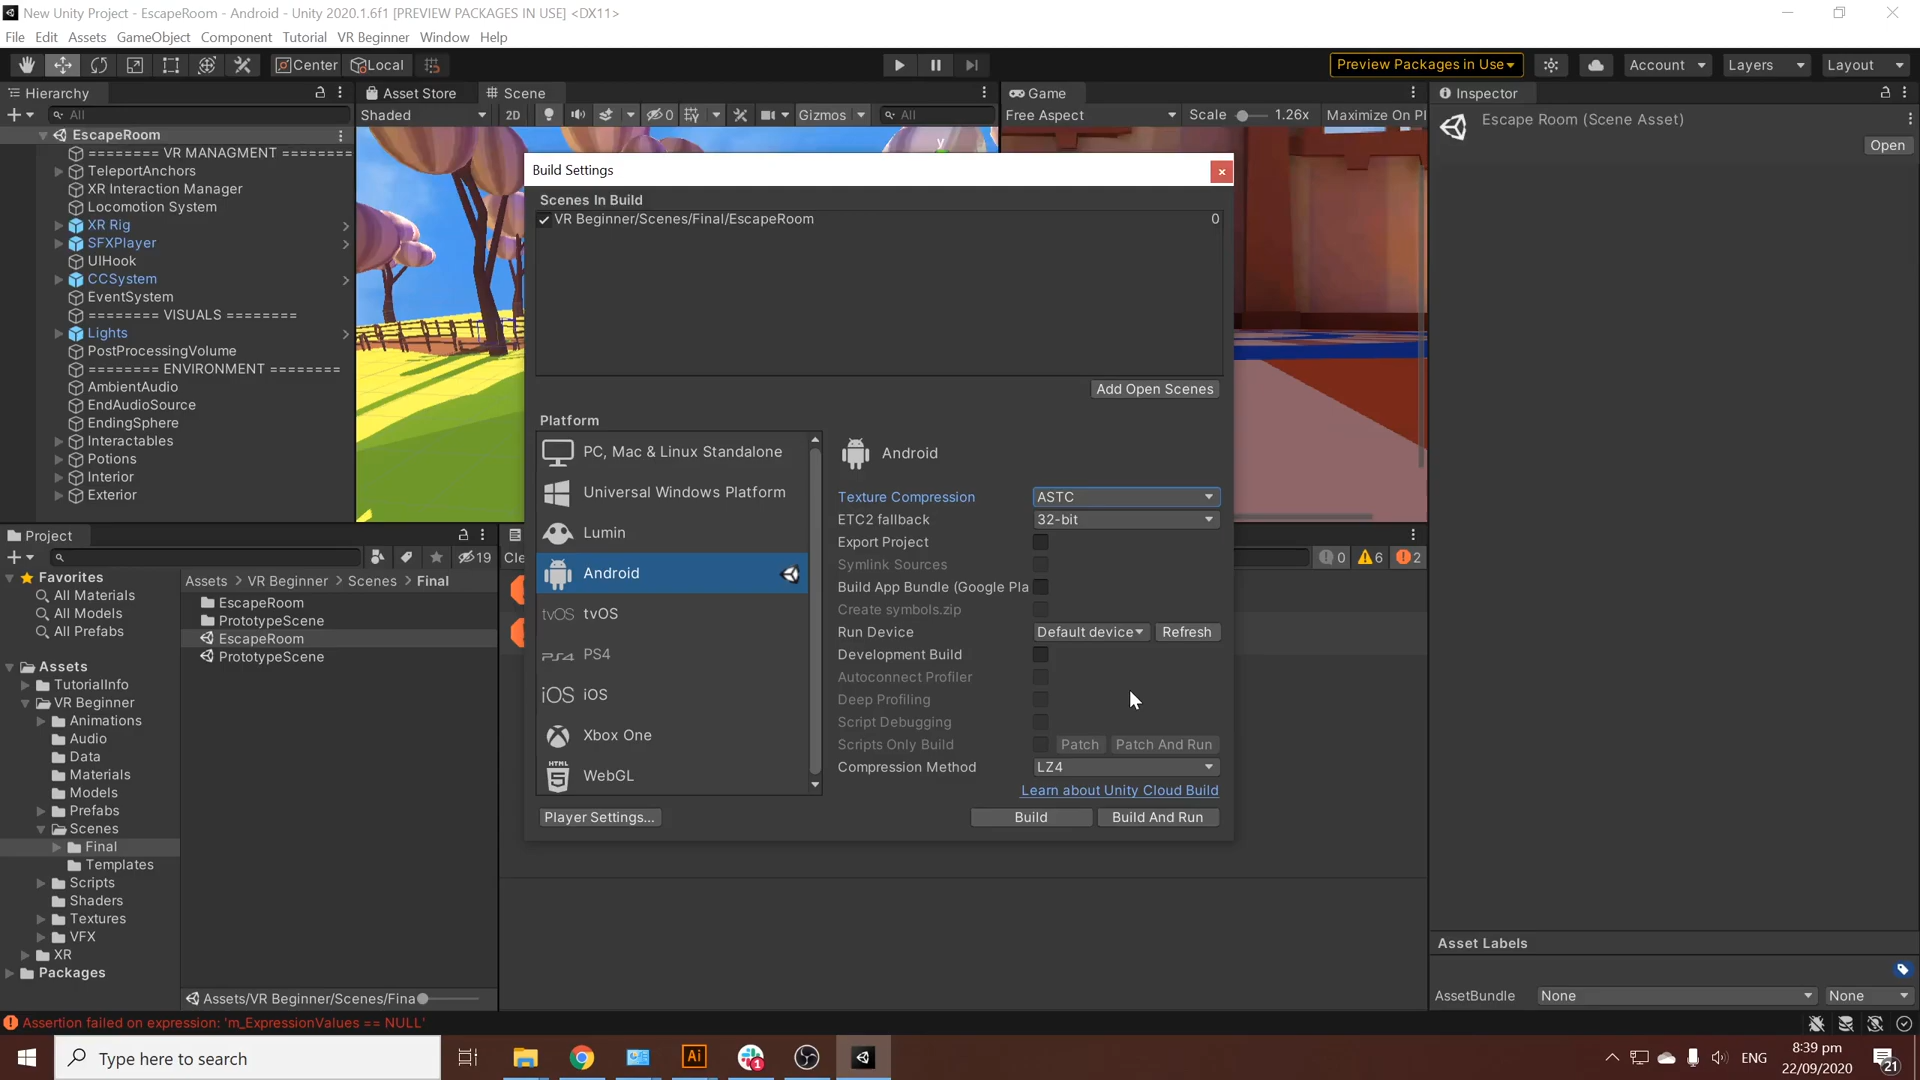 New Unity Project - EscapeRoom - Android - Unity 2020.1.6f1 [PREVIEW PACKAGES IN USE] <DX11>
File Edit Assets GameObject Component Tutorial VR Beginner Window Help
Center Local Preview Packages in Use Account Layers Layout
Hierarchy Asset Store Scene Game Inspector
All Shaded 2D 0 Gizmos All Free Aspect Scale 1.26x Maximize On Pl
Escape Room (Scene Asset)
Open
EscapeRoom
======== VR MANAGMENT ========
TeleportAnchors
XR Interaction Manager
Locomotion System
XR Rig
SFXPlayer
UIHook
CCSystem
EventSystem
======== VISUALS ========
Lights
PostProcessingVolume
======== ENVIRONMENT ========
AmbientAudio
EndAudioSource
EndingSphere
Interactables
Potions
Interior
Exterior
y
Build Settings
Scenes In Build
VR Beginner/Scenes/Final/EscapeRoom 0
Add Open Scenes
Platform
PC, Mac & Linux Standalone
Universal Windows Platform
Lumin
Android
tvOS tvOS
PS4 PS4
iOS iOS
Xbox One
HTML 5 WebGL
Android
Texture Compression ASTC
ETC2 fallback 32-bit
Export Project
Symlink Sources
Build App Bundle (Google Pla
Create symbols.zip
Run Device Default device Refresh
Development Build
Autoconnect Profiler
Deep Profiling
Script Debugging
Scripts Only Build Patch Patch And Run
Compression Method LZ4
Learn about Unity Cloud Build
Player Settings... Build Build And Run
Project
19 Cle 0 6 2
Favorites
All Materials
All Models
All Prefabs
Assets
TutorialInfo
VR Beginner
Animations
Audio
Data
Materials
Models
Prefabs
Scenes
Final
Templates
Scripts
Shaders
Textures
VFX
XR
Packages
Assets > VR Beginner > Scenes > Final
EscapeRoom
PrototypeScene
EscapeRoom
PrototypeScene
Assets/VR Beginner/Scenes/Fina
Asset Labels
AssetBundle None None
Assertion failed on expression: 'm_ExpressionValues == NULL'
Type here to search
Ai
1
ENG
8:39 pm
22/09/2020
21